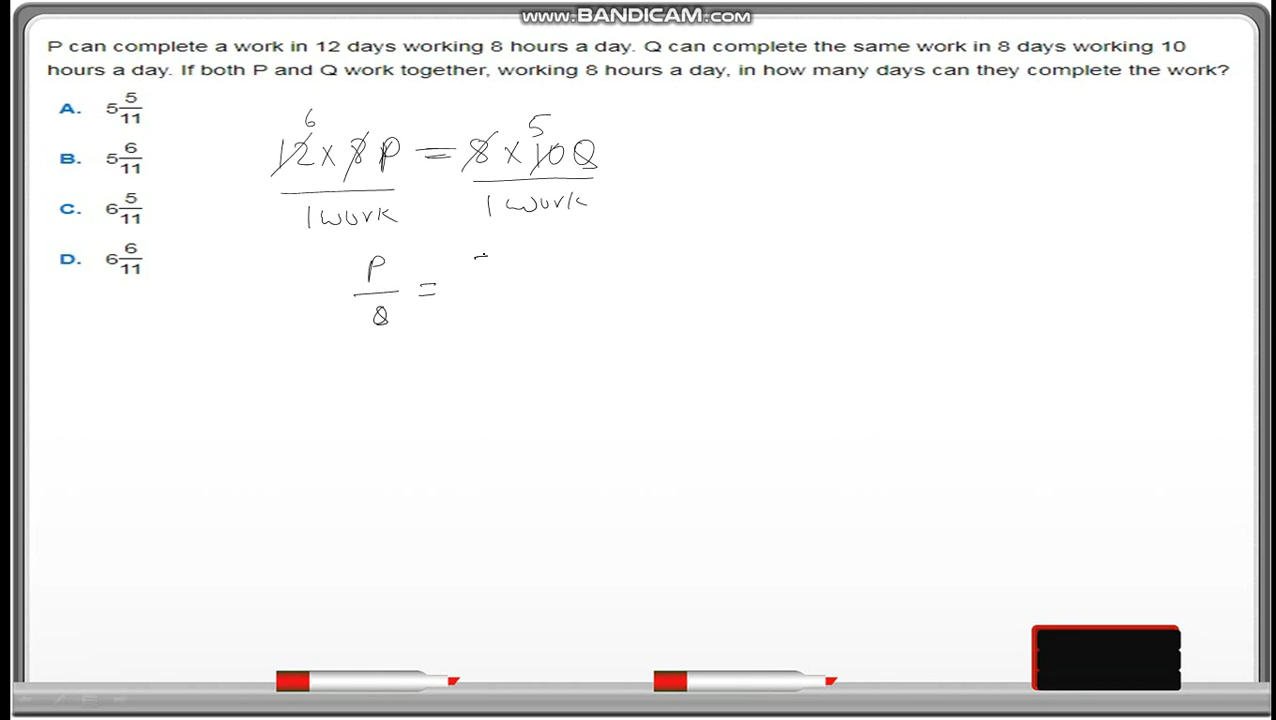 www.BANDICAM.com
P can complete a work in 12 days working 8 hours a day. Q can complete the same work in 8 days working 10
hours a day. If both P and Q work together, working 8 hours a day, in how many days can they complete the work?
A. 5 5/11
B. 5 6/11
C. 6 5/11
D. 6 6/11
6 5
12 x 8 P = 8 x 10 Q
1 work 1 work
P
=
Q